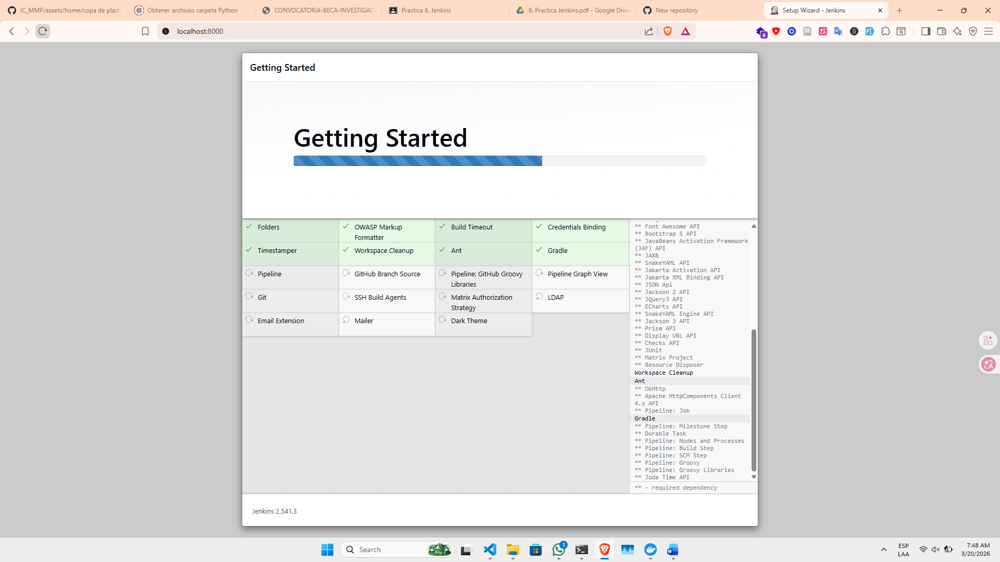 IC_MMP/assets/home/copa de plasti
Obtener archivos carpeta Python
CONVOCATORIA-BECA-INVESTIGAC
Practica 6. Jenkins
6. Practica Jenkins.pdf - Google Drive
New repository
Setup Wizard - Jenkins
localhost:8000
4
Getting Started
Getting Started
Folders
OWASP Markup
Formatter
Build Timeout
Credentials Binding
Timestamper
Workspace Cleanup
Ant
Gradle
Pipeline
GitHub Branch Source
Pipeline: GitHub Groovy
Libraries
Pipeline Graph View
Git
SSH Build Agents
Matrix Authorization
Strategy
LDAP
Email Extension
Mailer
Dark Theme
** Font Awesome API
** Bootstrap 5 API
** JavaBeans Activation Framework
(JAF) API
** JAXB
** SnakeYAML API
** Jakarta Activation API
** Jakarta XML Binding API
** JSON Api
** Jackson 2 API
** JQuery3 API
** ECharts API
** SnakeYAML Engine API
** Jackson 3 API
** Prism API
** Display URL API
** Checks API
** JUnit
** Matrix Project
** Resource Disposer
Workspace Cleanup
Ant
** OkHttp
** Apache HttpComponents Client
4.x API
** Pipeline: Job
Gradle
** Pipeline: Milestone Step
** Durable Task
** Pipeline: Nodes and Processes
** Pipeline: Build Step
** Pipeline: SCM Step
** Pipeline: Groovy
** Pipeline: Groovy Libraries
** Joda Time API
** - required dependency
Jenkins 2.541.3
Search
1
ESP
LAA
7:48 AM
3/20/2026